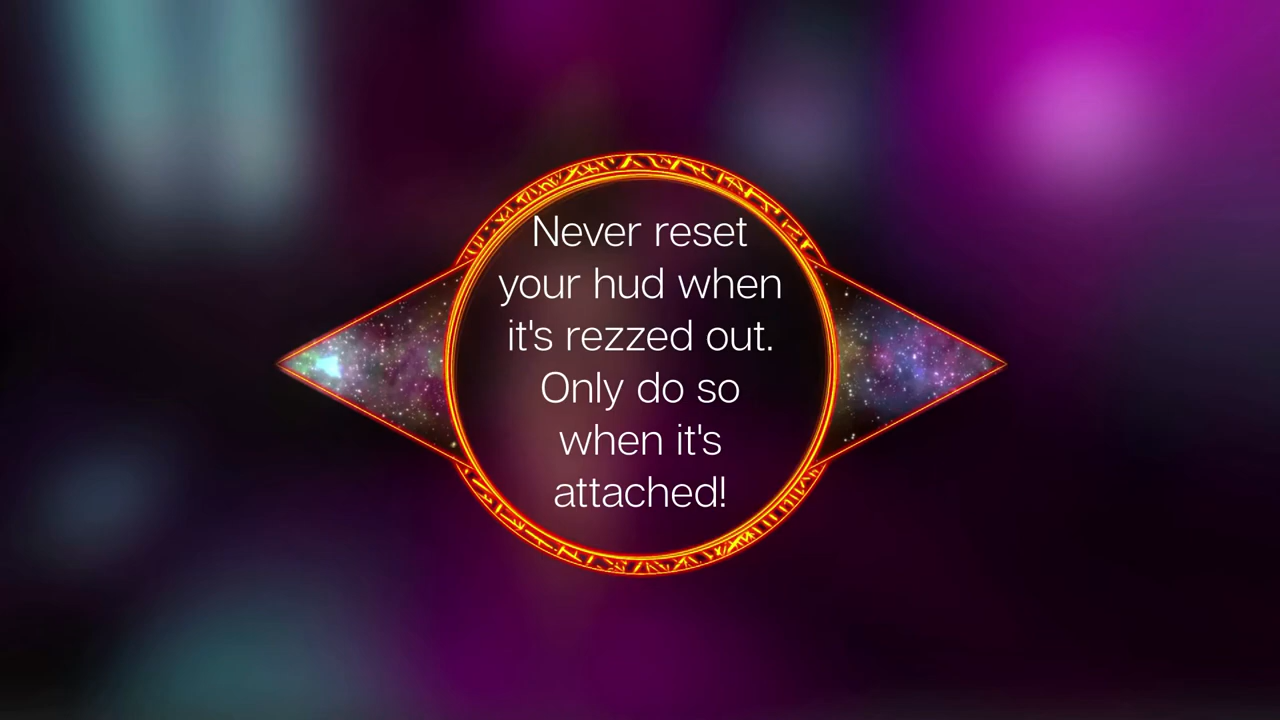 Never reset
your hud when
it's rezzed out.
Only do so
when it's
attached!